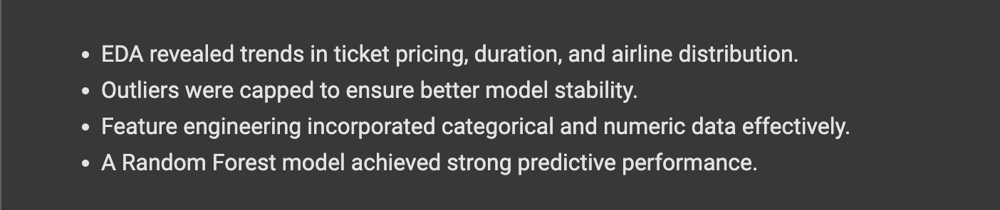 • EDA revealed trends in ticket pricing, duration, and airline distribution.
• Outliers were capped to ensure better model stability.
• Feature engineering incorporated categorical and numeric data effectively.
• A Random Forest model achieved strong predictive performance.